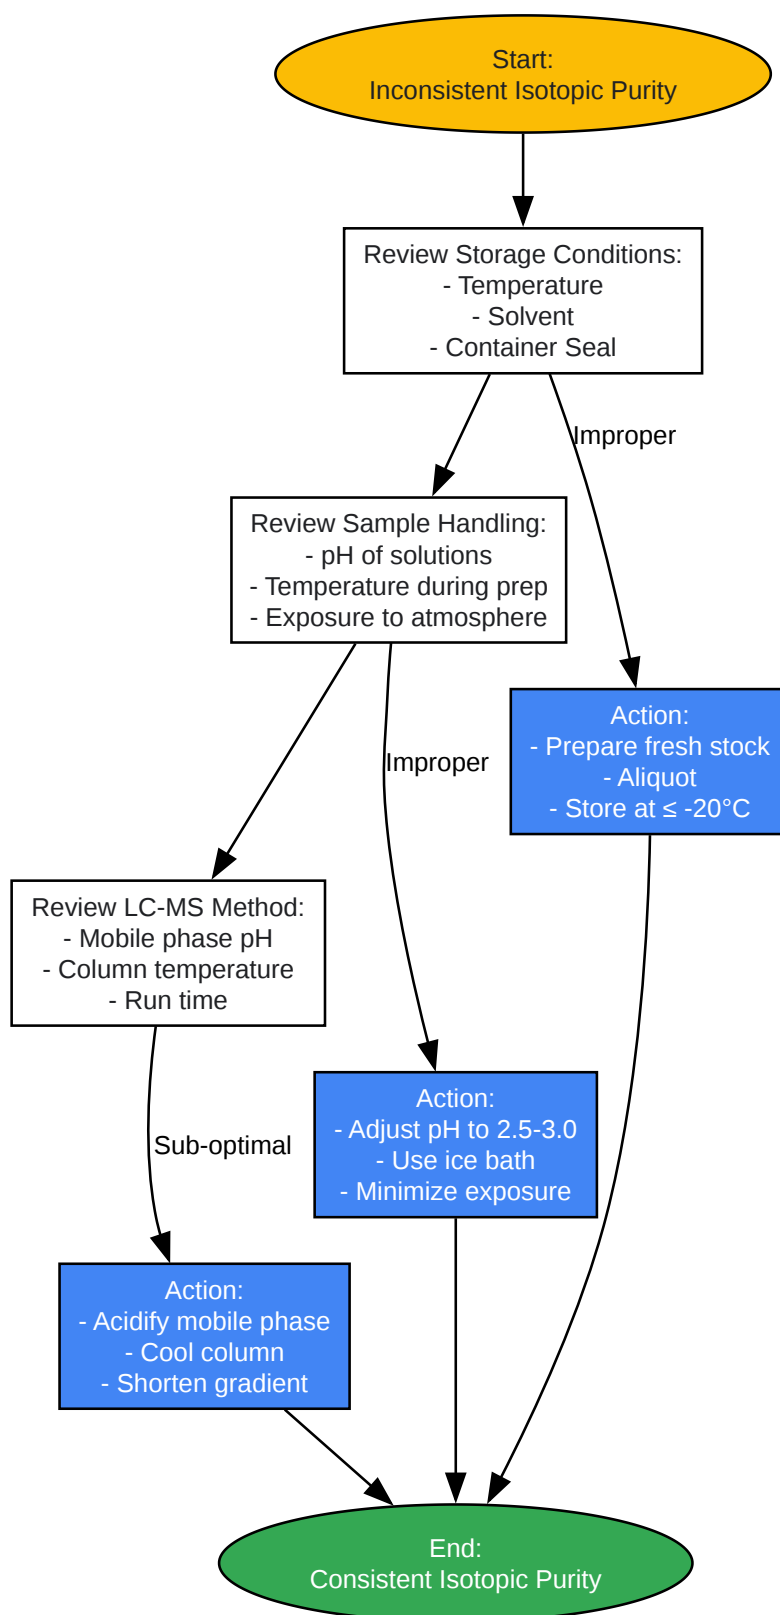 Start:
Inconsistent Isotopic Purity
Review Storage Conditions:
- Temperature
- Solvent
- Container Seal
Improper
Review Sample Handling:
- pH of solutions
- Temperature during prep
- Exposure to atmosphere
Action:
- Prepare fresh stock
- Aliquot
- Store at ≤ -20°C
Improper
Review LC-MS Method:
- Mobile phase pH
- Column temperature
- Run time
Action:
- Adjust pH to 2.5-3.0
- Use ice bath
- Minimize exposure
Sub-optimal
Action:
- Acidify mobile phase
- Cool column
- Shorten gradient
End:
Consistent Isotopic Purity